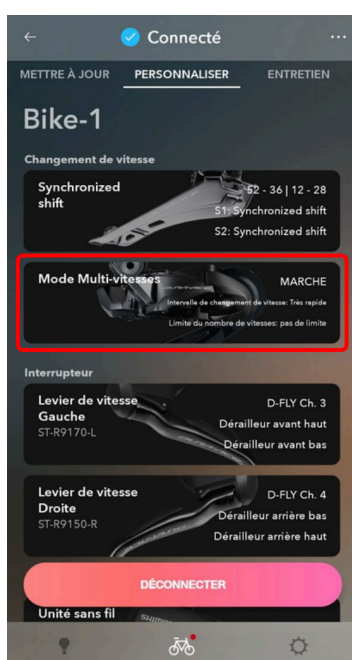 Connecté
METTRE À JOUR PERSONNALISER ENTRETIEN
Bike-1
Changement de vitesse
Synchronized shift
52 - 36 | 12 - 28
S1: Synchronized shift
S2: Synchronized shift
Mode Multi-vitesses
MARCHE
Intervalle de changement de vitesse: Très rapide
Limite du nombre de vitesses: pas de limite
Interrupteur
Levier de vitesse
Gauche
ST-R9170-L
D-FLY Ch. 3
Dérailleur avant haut
Dérailleur avant bas
Levier de vitesse
Droite
ST-R9150-R
D-FLY Ch. 4
Dérailleur arrière bas
Dérailleur arrière haut
DÉCONNECTER
Unité sans fil